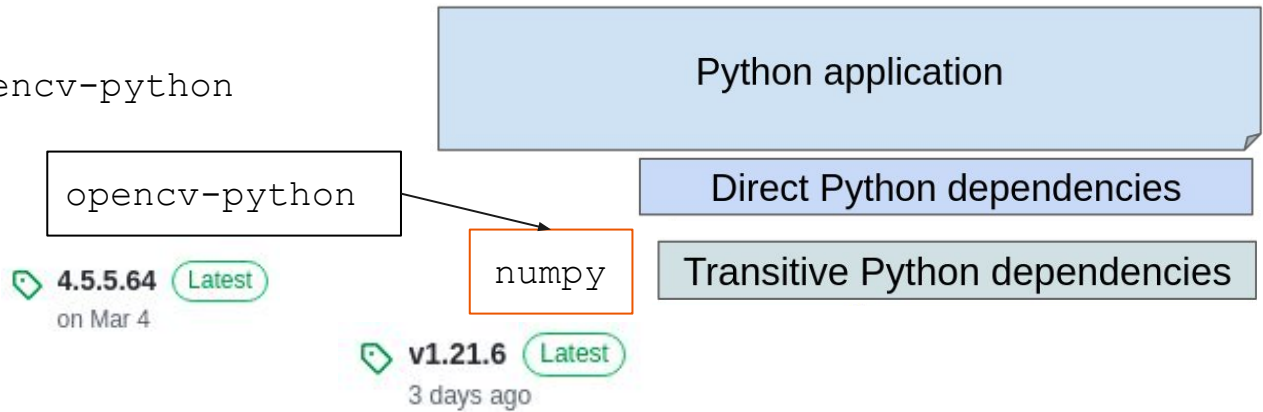 Python application
encv-python
opencv-python
Direct Python dependencies
numpy
Transitive Python dependencies
4.5.5.64 Latest
on Mar 4
v1.21.6 Latest
3 days ago